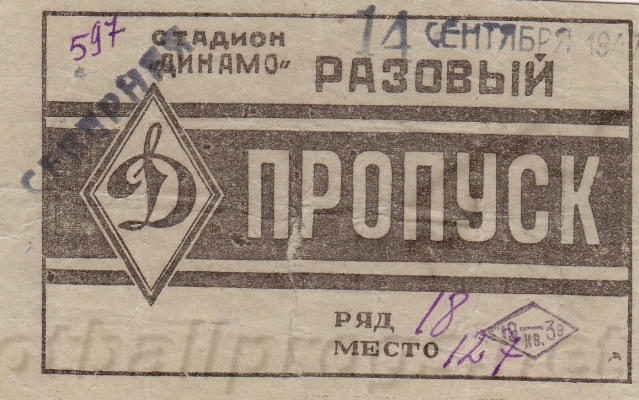 597
СТАДИОН
„ДИНАМО“
14 СЕНТЯБРЯ
РАЗОВЫЙ
Д
ПРОПУСК
РЯД 18
МЕСТО 127